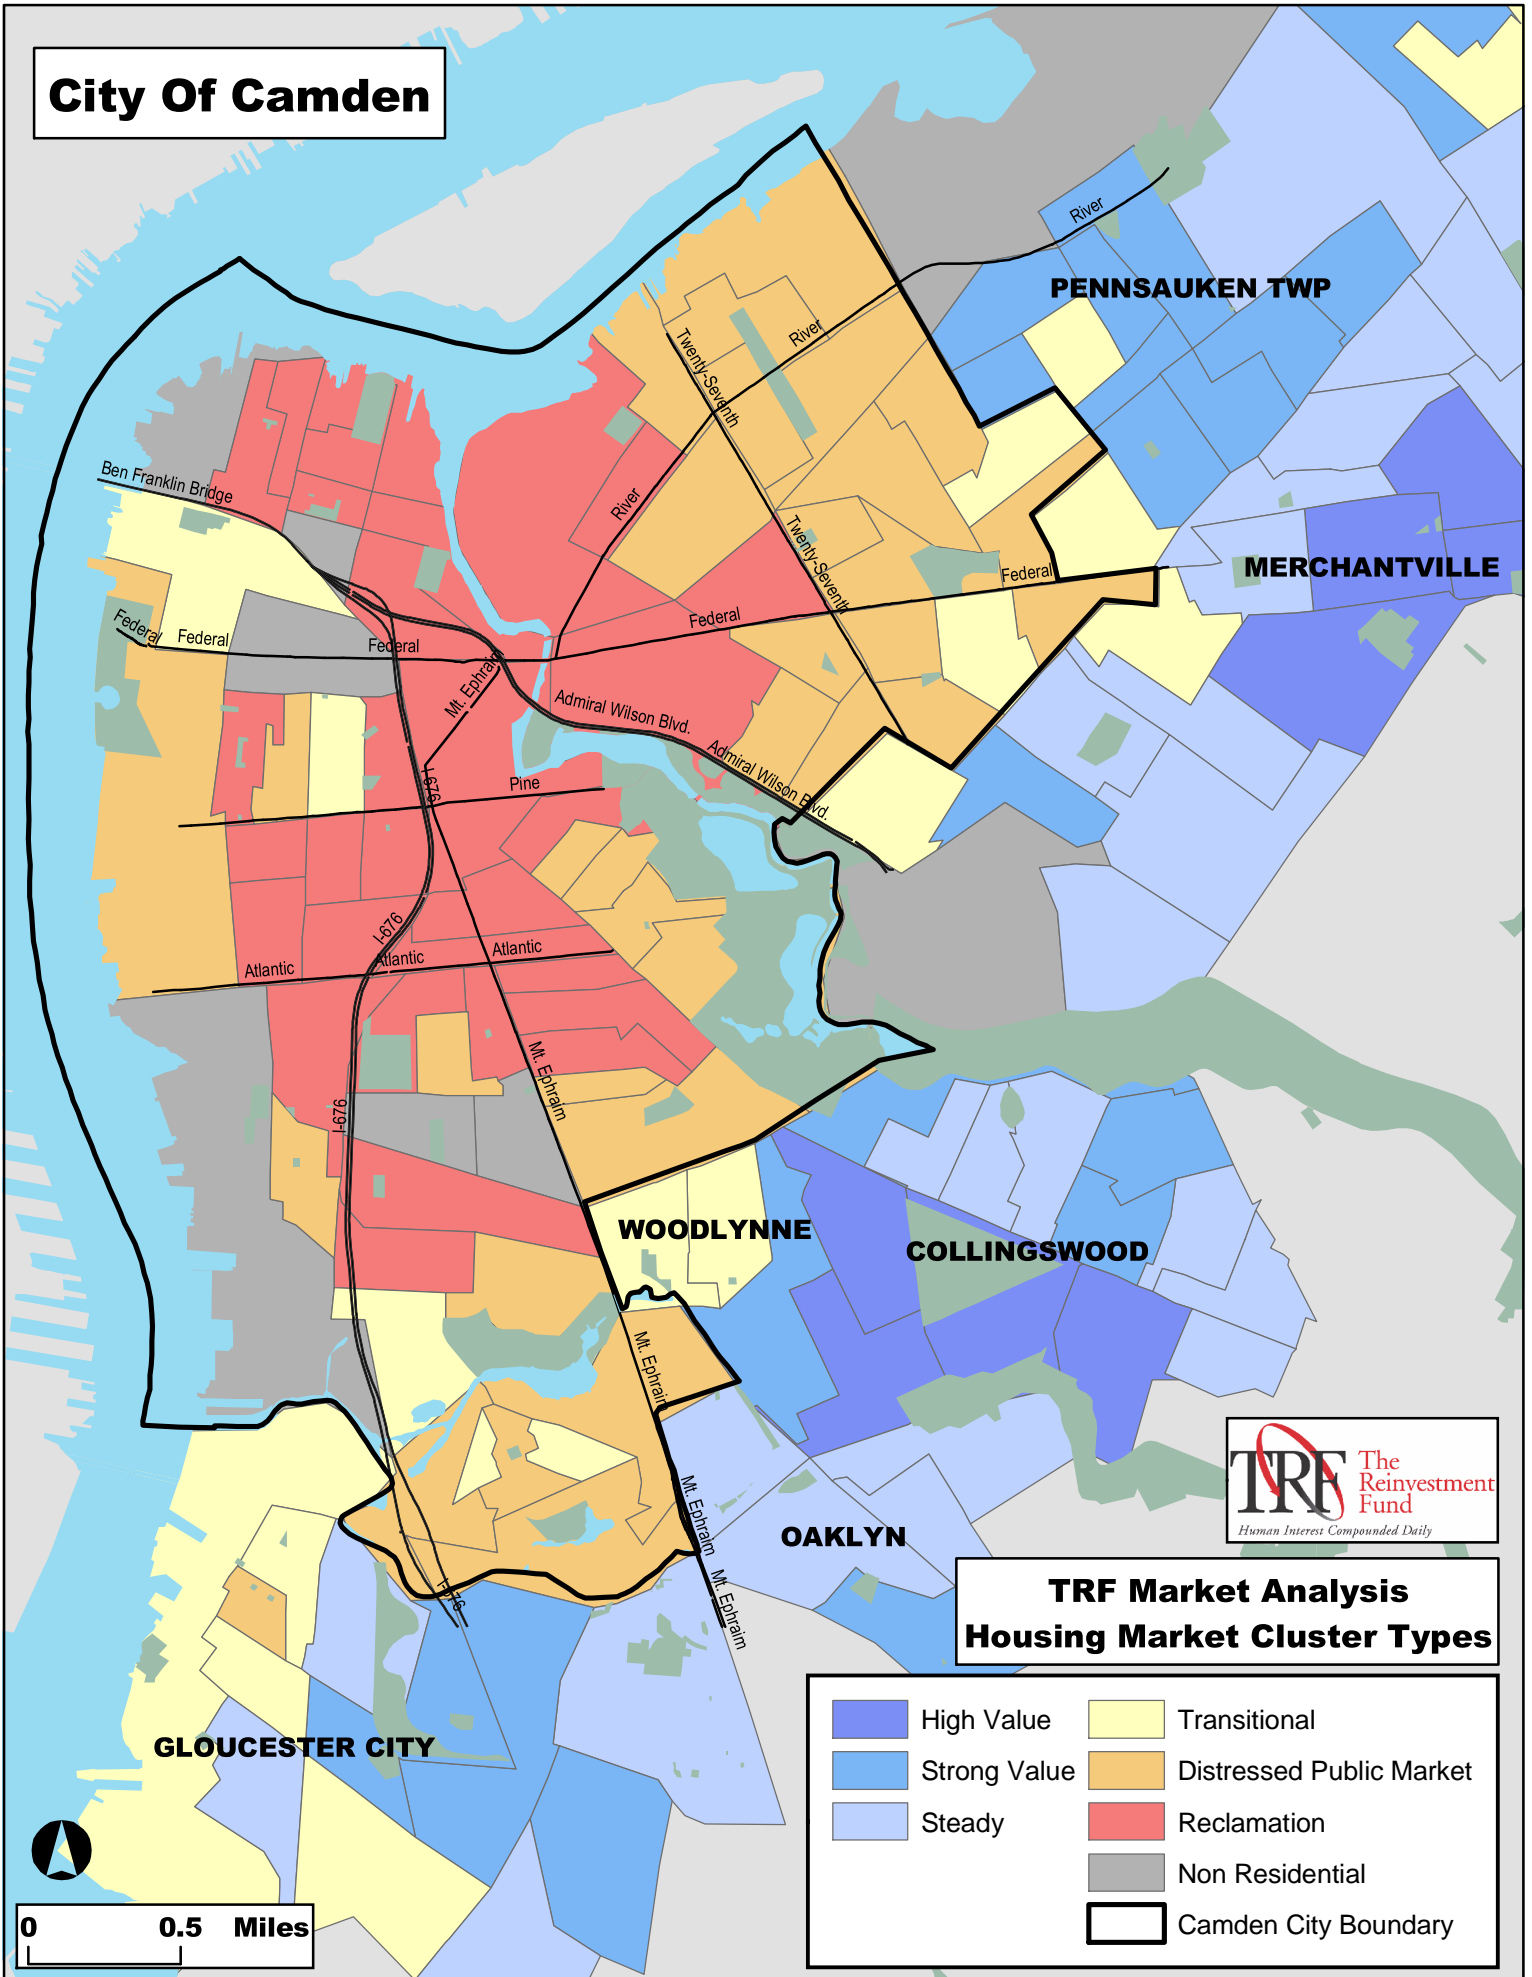 City Of Camden
River
PENNSAUKEN TWP
River
Twenty-Seventh
Ben Franklin Bridge
River
Twenty-Seventh
MERCHANTVILLE
Federal
Federal
Federal
Federal
Federal
Mt. Ephraim
Admiral Wilson Blvd.
Admiral Wilson Blvd.
I-676
Pine
I-676
Atlantic
Atlantic
Atlantic
Mt. Ephraim
I-676
WOODLYNNE
COLLINGSWOOD
Mt. Ephraim
Mt. Ephraim
OAKLYN
Mt. Ephraim
I-676
GLOUCESTER CITY
TRF
The
Reinvestment
Fund
Human Interest Compounded Daily
TRF Market Analysis
Housing Market Cluster Types
High Value
Strong Value
Steady
Transitional
Distressed Public Market
Reclamation
Non Residential
Camden City Boundary
0 0.5 Miles